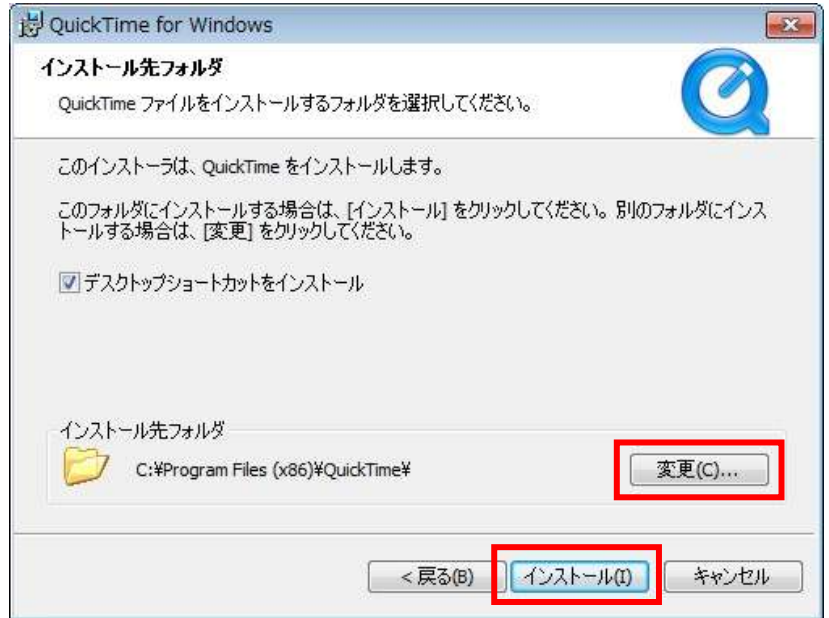 QuickTime for Windows
インストール先フォルダ
QuickTime ファイルをインストールするフォルダを選択してください。
このインストーラは、QuickTime をインストールします。
このフォルダにインストールする場合は、[インストール] をクリックしてください。別のフォルダにインス
トールする場合は、[変更] をクリックしてください。
デスクトップショートカットをインストール
インストール先フォルダ
C:¥Program Files (x86)¥QuickTime¥
変更(C)...
< 戻る(B)
インストール(I)
キャンセル